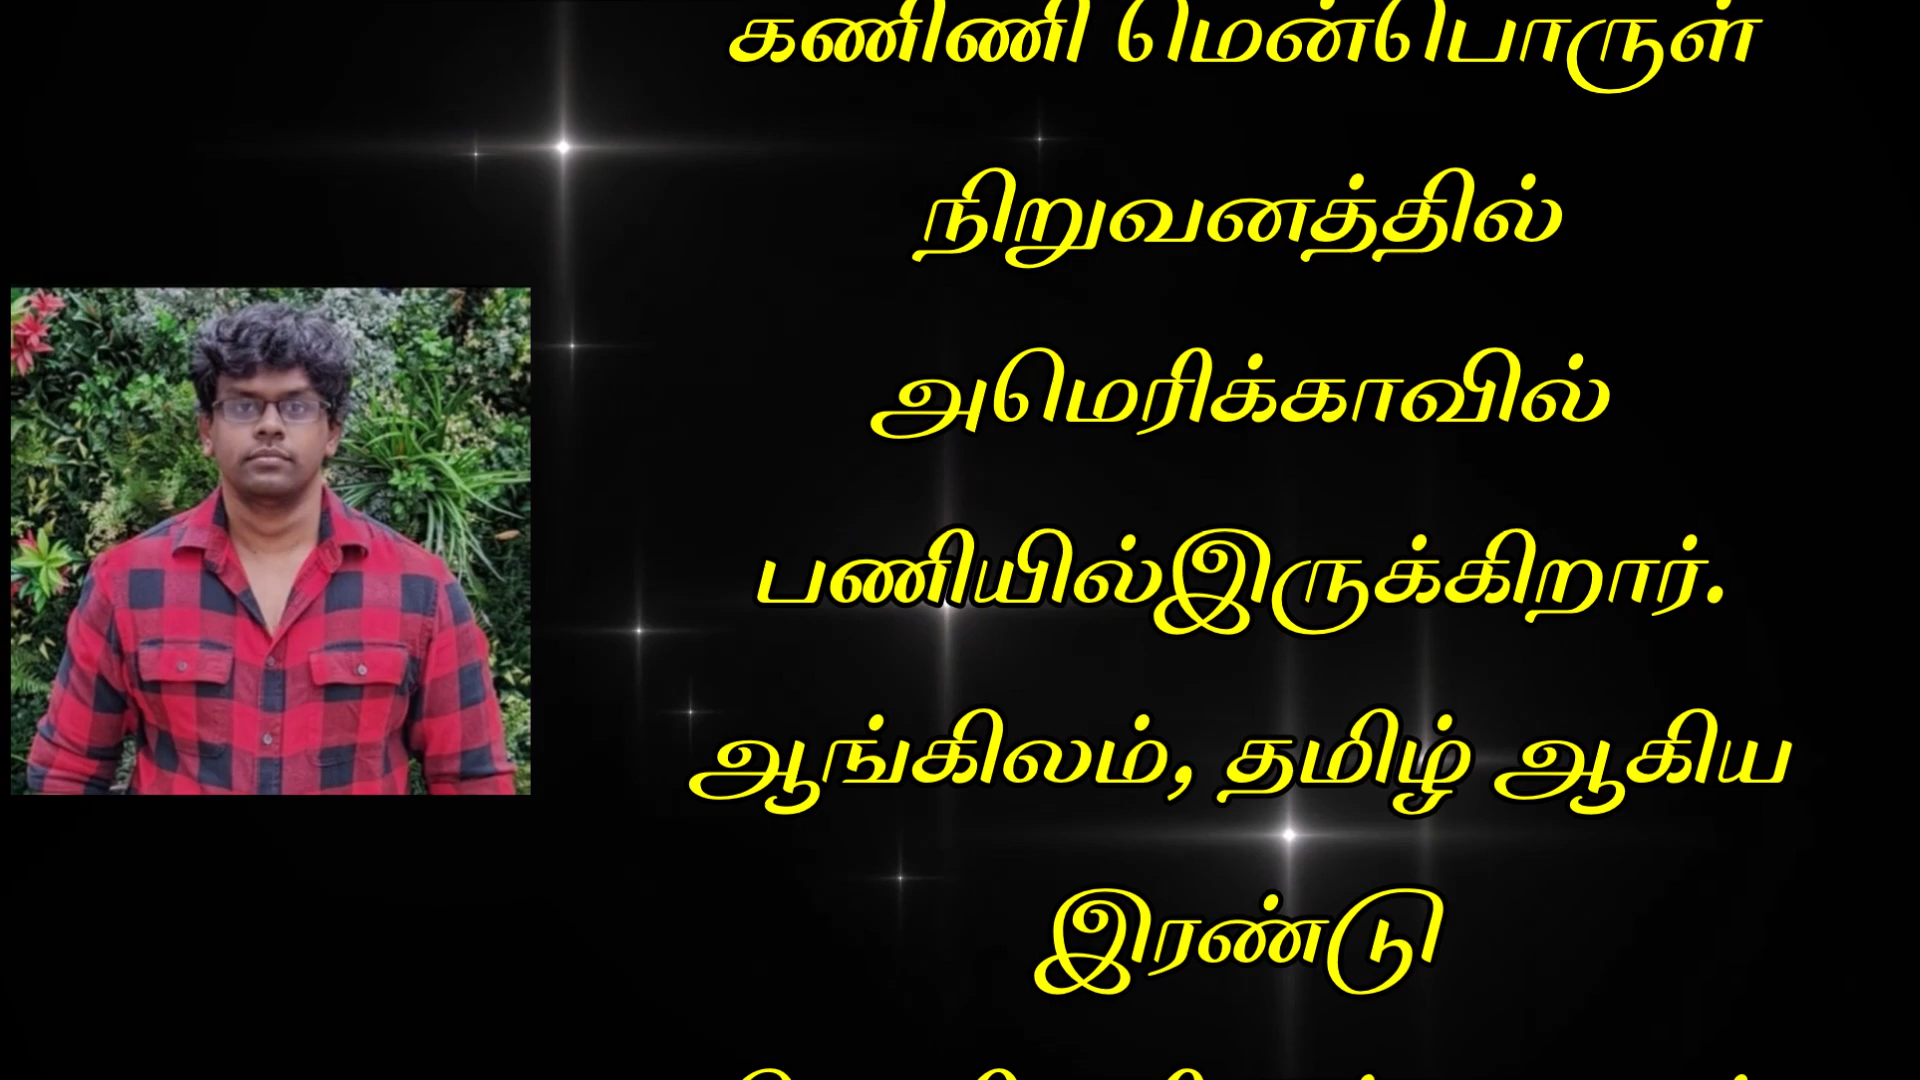 கணிணி மென்பொருள்
நிறுவனத்தில்
அமெரிக்காவில்
பணியில்இருக்கிறார்.
ஆங்கிலம், தமிழ் ஆகிய
இரண்டு